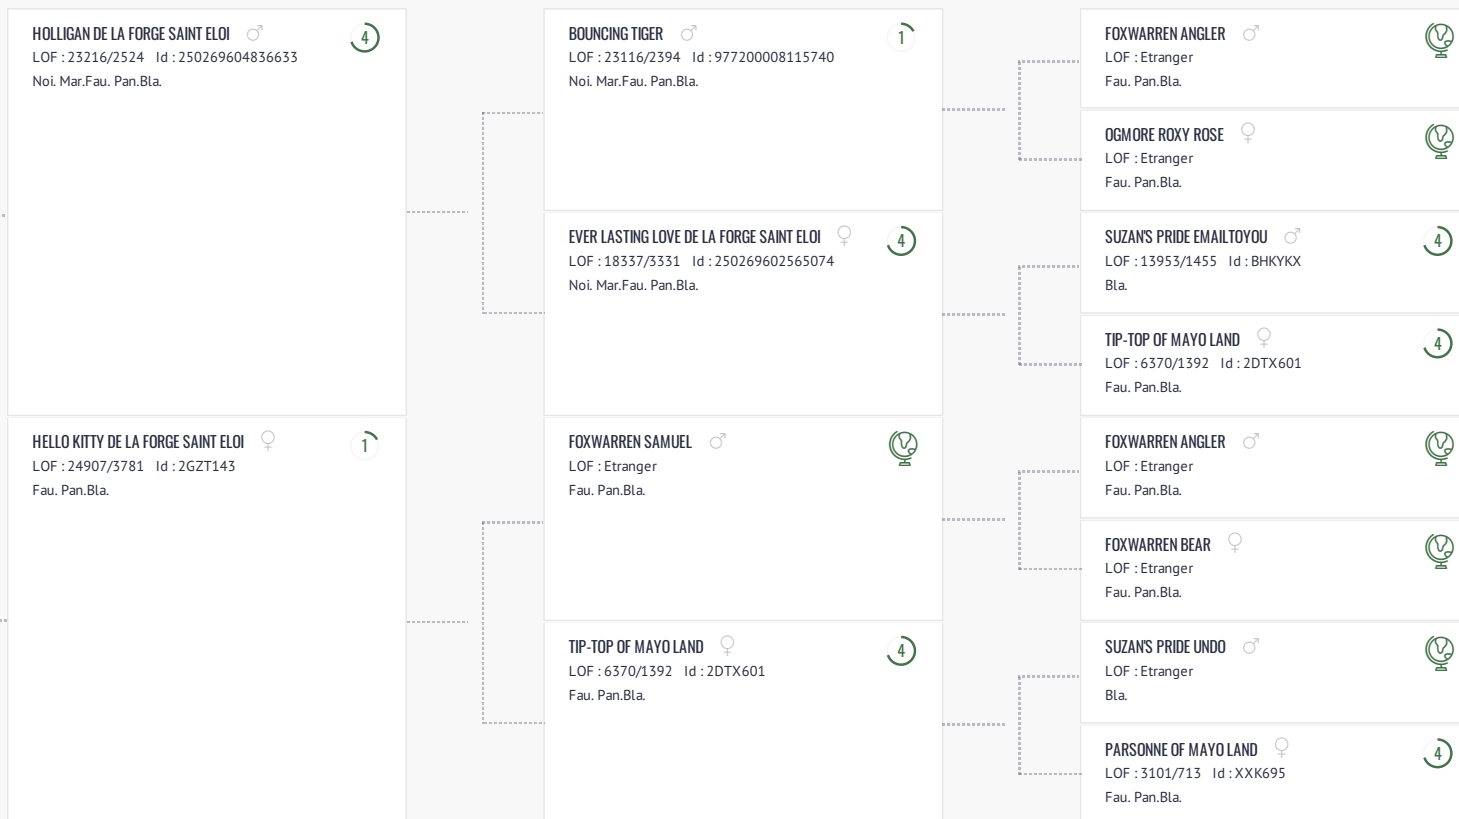 HOLLIGAN DE LA FORGE SAINT ELOI
4
LOF : 23216/2524 Id : 250269604836633
Noi. Mar.Fau. Pan.Bla.
HELLO KITTY DE LA FORGE SAINT ELOI
1
LOF : 24907/3781 Id : 2GZT143
Fau. Pan.Bla.
BOUNCING TIGER
1
LOF : 23116/2394 Id : 977200008115740
Noi. Mar.Fau. Pan.Bla.
EVER LASTING LOVE DE LA FORGE SAINT ELOI
4
LOF : 18337/3331 Id : 250269602565074
Noi. Mar.Fau. Pan.Bla.
FOXWARREN SAMUEL
LOF : Etranger
Fau. Pan.Bla.
TIP-TOP OF MAYO LAND
4
LOF : 6370/1392 Id : 2DTX601
Fau. Pan.Bla.
FOXWARREN ANGLER
LOF : Etranger
Fau. Pan.Bla.
OGMORE ROXY ROSE
LOF : Etranger
Fau. Pan.Bla.
SUZAN'S PRIDE EMAILTOYOU
4
LOF : 13953/1455 Id : BHKYKX
Bla.
TIP-TOP OF MAYO LAND
4
LOF : 6370/1392 Id : 2DTX601
Fau. Pan.Bla.
FOXWARREN ANGLER
LOF : Etranger
Fau. Pan.Bla.
FOXWARREN BEAR
LOF : Etranger
Fau. Pan.Bla.
SUZAN'S PRIDE UNDO
LOF : Etranger
Bla.
PARSONNE OF MAYO LAND
4
LOF : 3101/713 Id : XXK695
Fau. Pan.Bla.